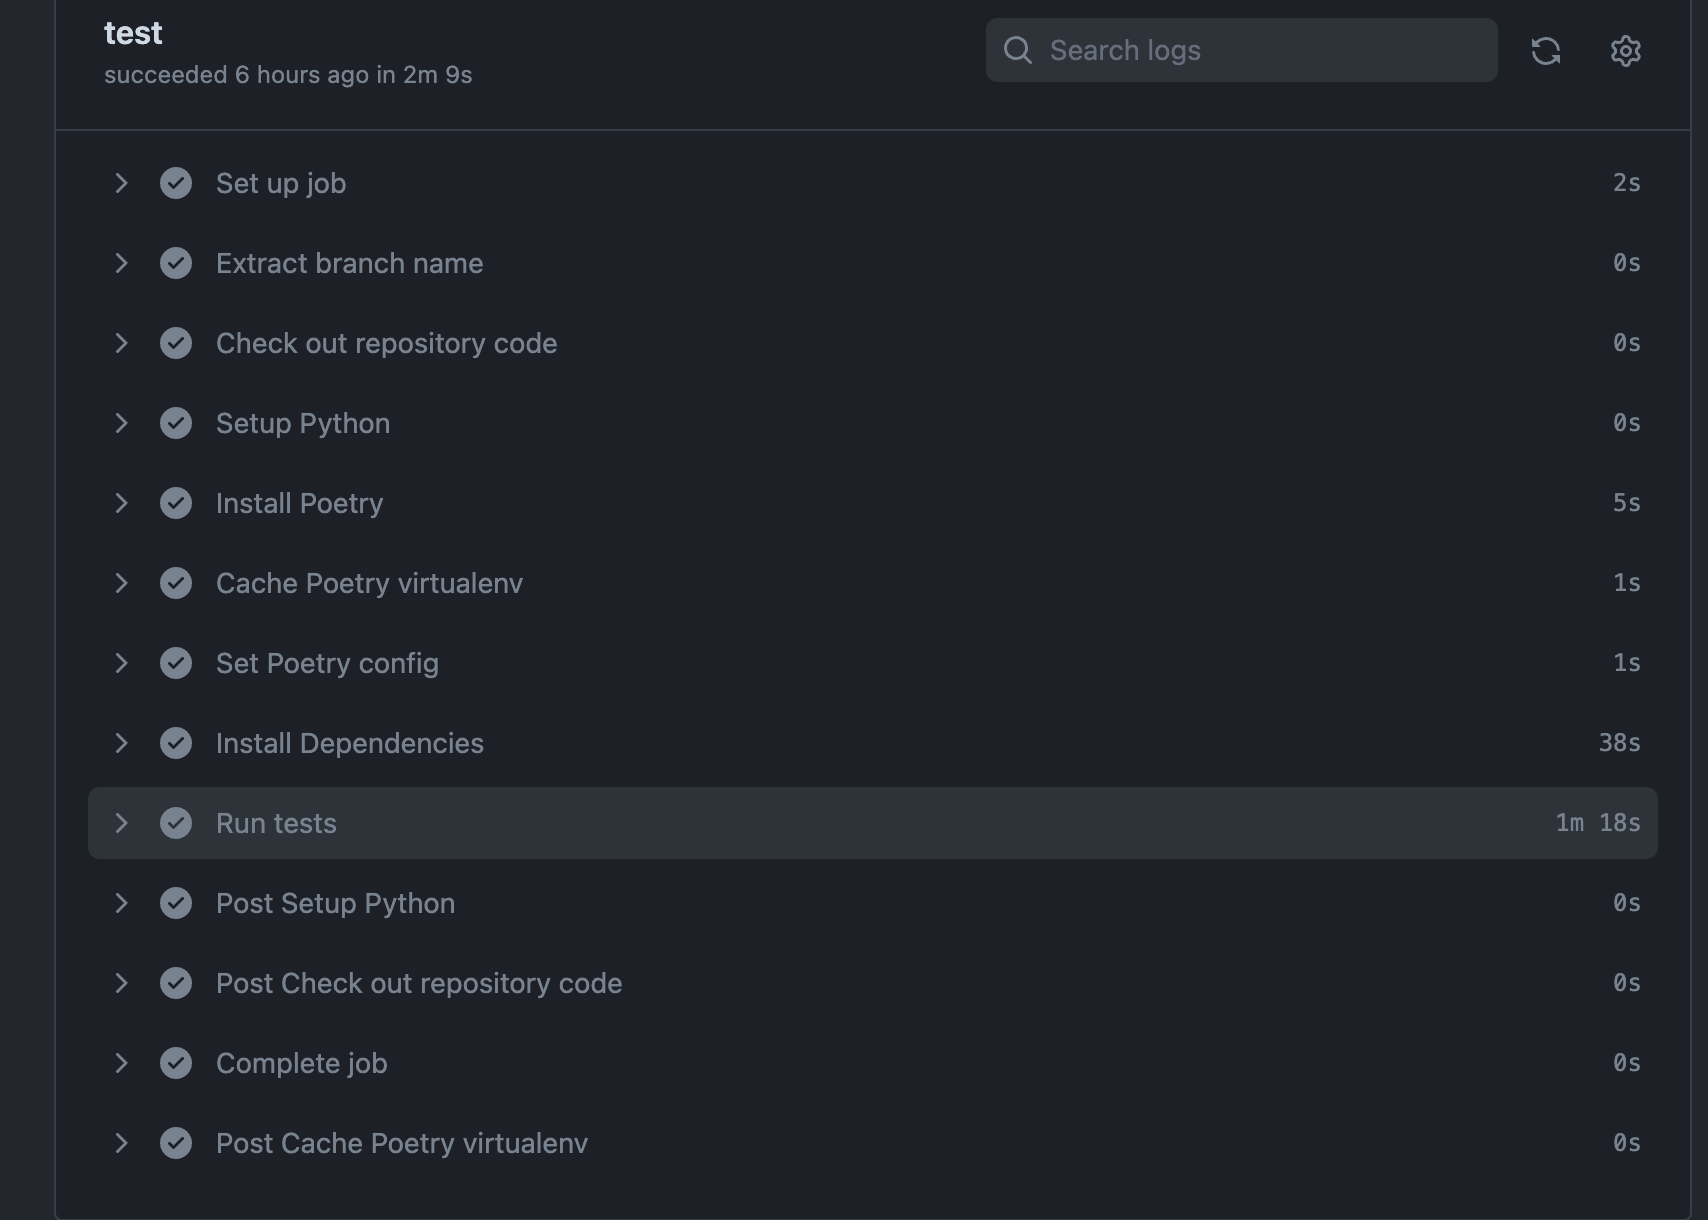 test
succeeded 6 hours ago in 2m 9s
Search logs
Set up job 2s
Extract branch name 0s
Check out repository code 0s
Setup Python 0s
Install Poetry 5s
Cache Poetry virtualenv 1s
Set Poetry config 1s
Install Dependencies 38s
Run tests 1m 18s
Post Setup Python 0s
Post Check out repository code 0s
Complete job 0s
Post Cache Poetry virtualenv 0s